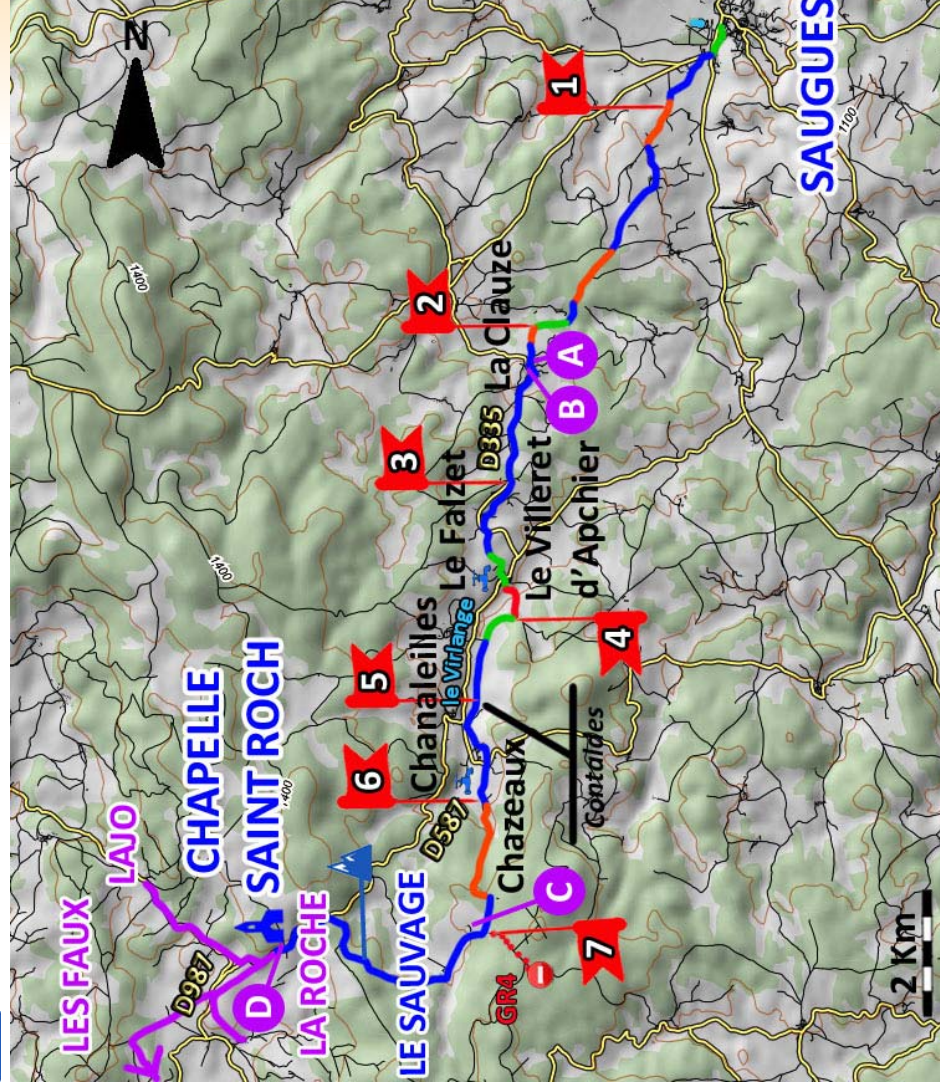 LES FAUX
LAJO
N
1400
D987
CHAPELLE
SAINT ROCH
1400
D
LA ROCHE
400
6
5
3
2
1
LE SAUVAGE
D587
Chanaleilles
le Virlange
Le Falzet
D335
La Clauze
GR4
Chazeaux
Le Villeret
d'Apchier
C
B
A
7
Contaldes
4
SAUGUES
1100
2 Km